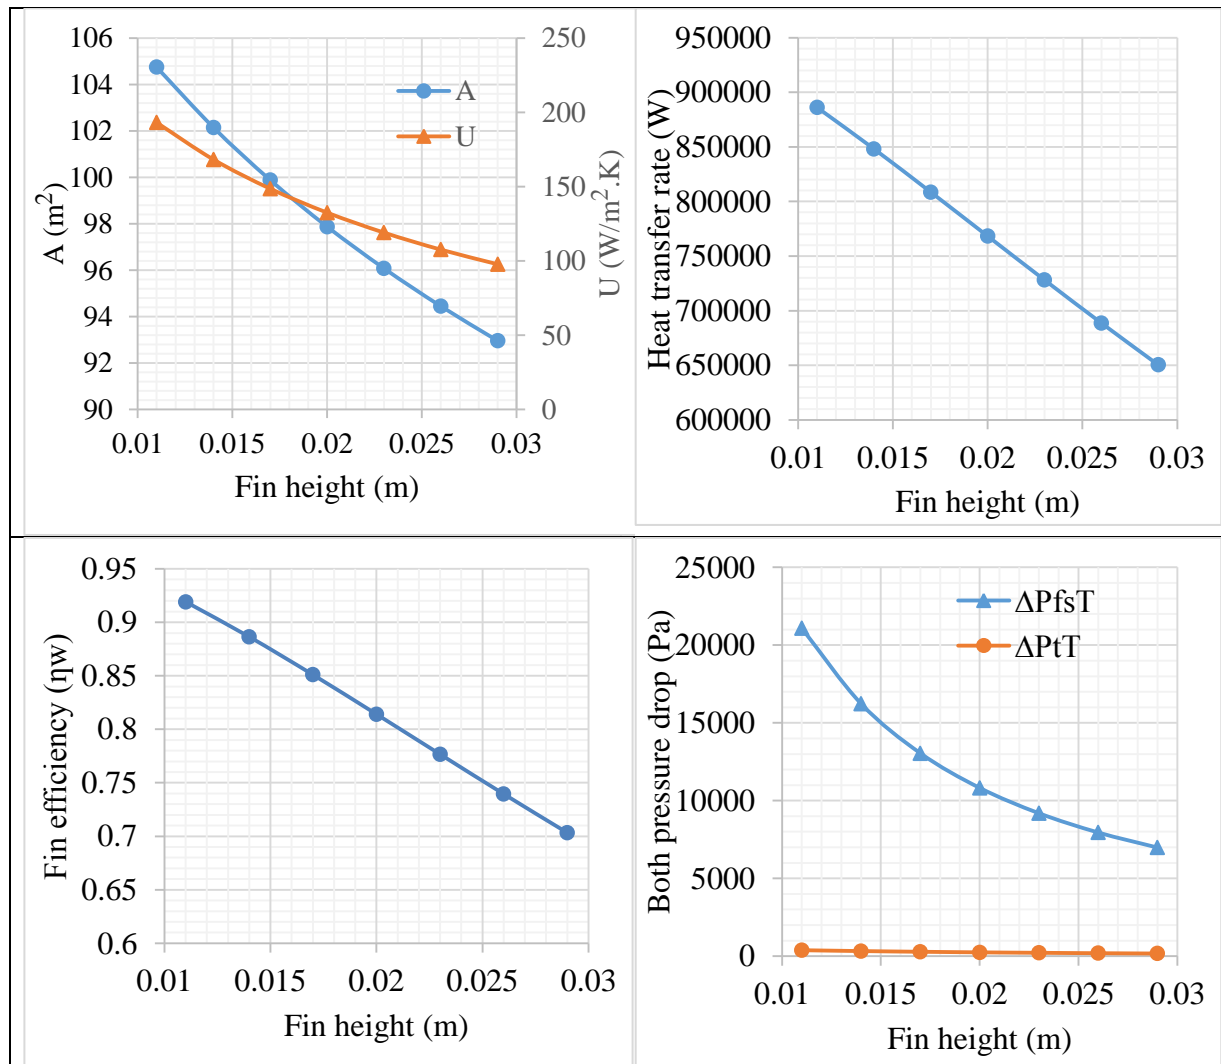 106
104
102
100
98
96
94
92
90
A (m²)
250
200
150
100
50
0
U (W/m².K)
A
U
0.01 0.015 0.02 0.025 0.03
Fin height (m)
950000
900000
850000
800000
750000
700000
650000
600000
Heat transfer rate (W)
0.01 0.015 0.02 0.025 0.03
Fin height (m)
0.95
0.9
0.85
0.8
0.75
0.7
0.65
0.6
Fin efficiency (ηw)
0.01 0.015 0.02 0.025 0.03
Fin height (m)
25000
20000
15000
10000
5000
0
Both pressure drop (Pa)
ΔPfsT
ΔPtT
0.01 0.015 0.02 0.025 0.03
Fin height (m)